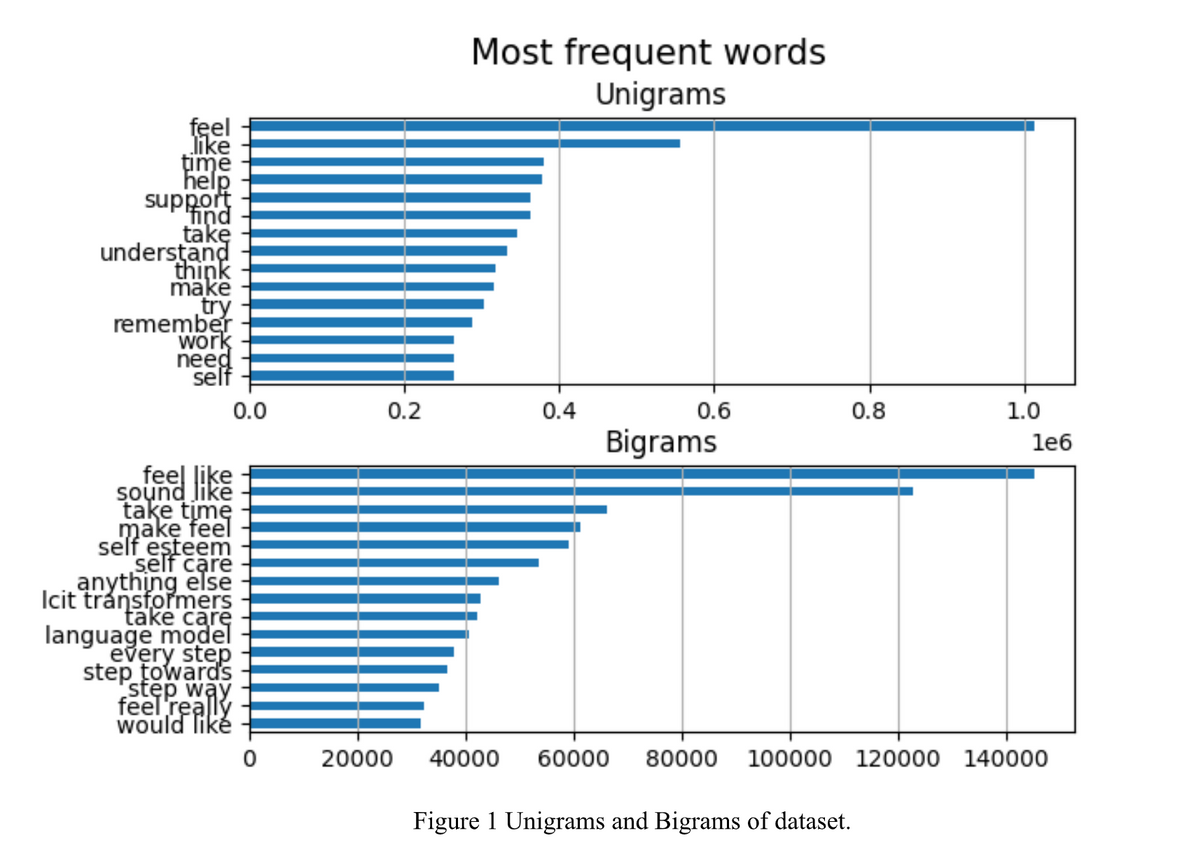 Most frequent words
Unigrams
feel
like
time
help
support
find
take
understand
think
make
try
remember
work
need
self
0.0 0.2 0.4 0.6 0.8 1.0
1e6
Bigrams
feel like
sound like
take time
make feel
self esteem
self care
anything else
lcit transformers
take care
language model
every step
step towards
step way
feel really
would like
0 20000 40000 60000 80000 100000 120000 140000
Figure 1 Unigrams and Bigrams of dataset.